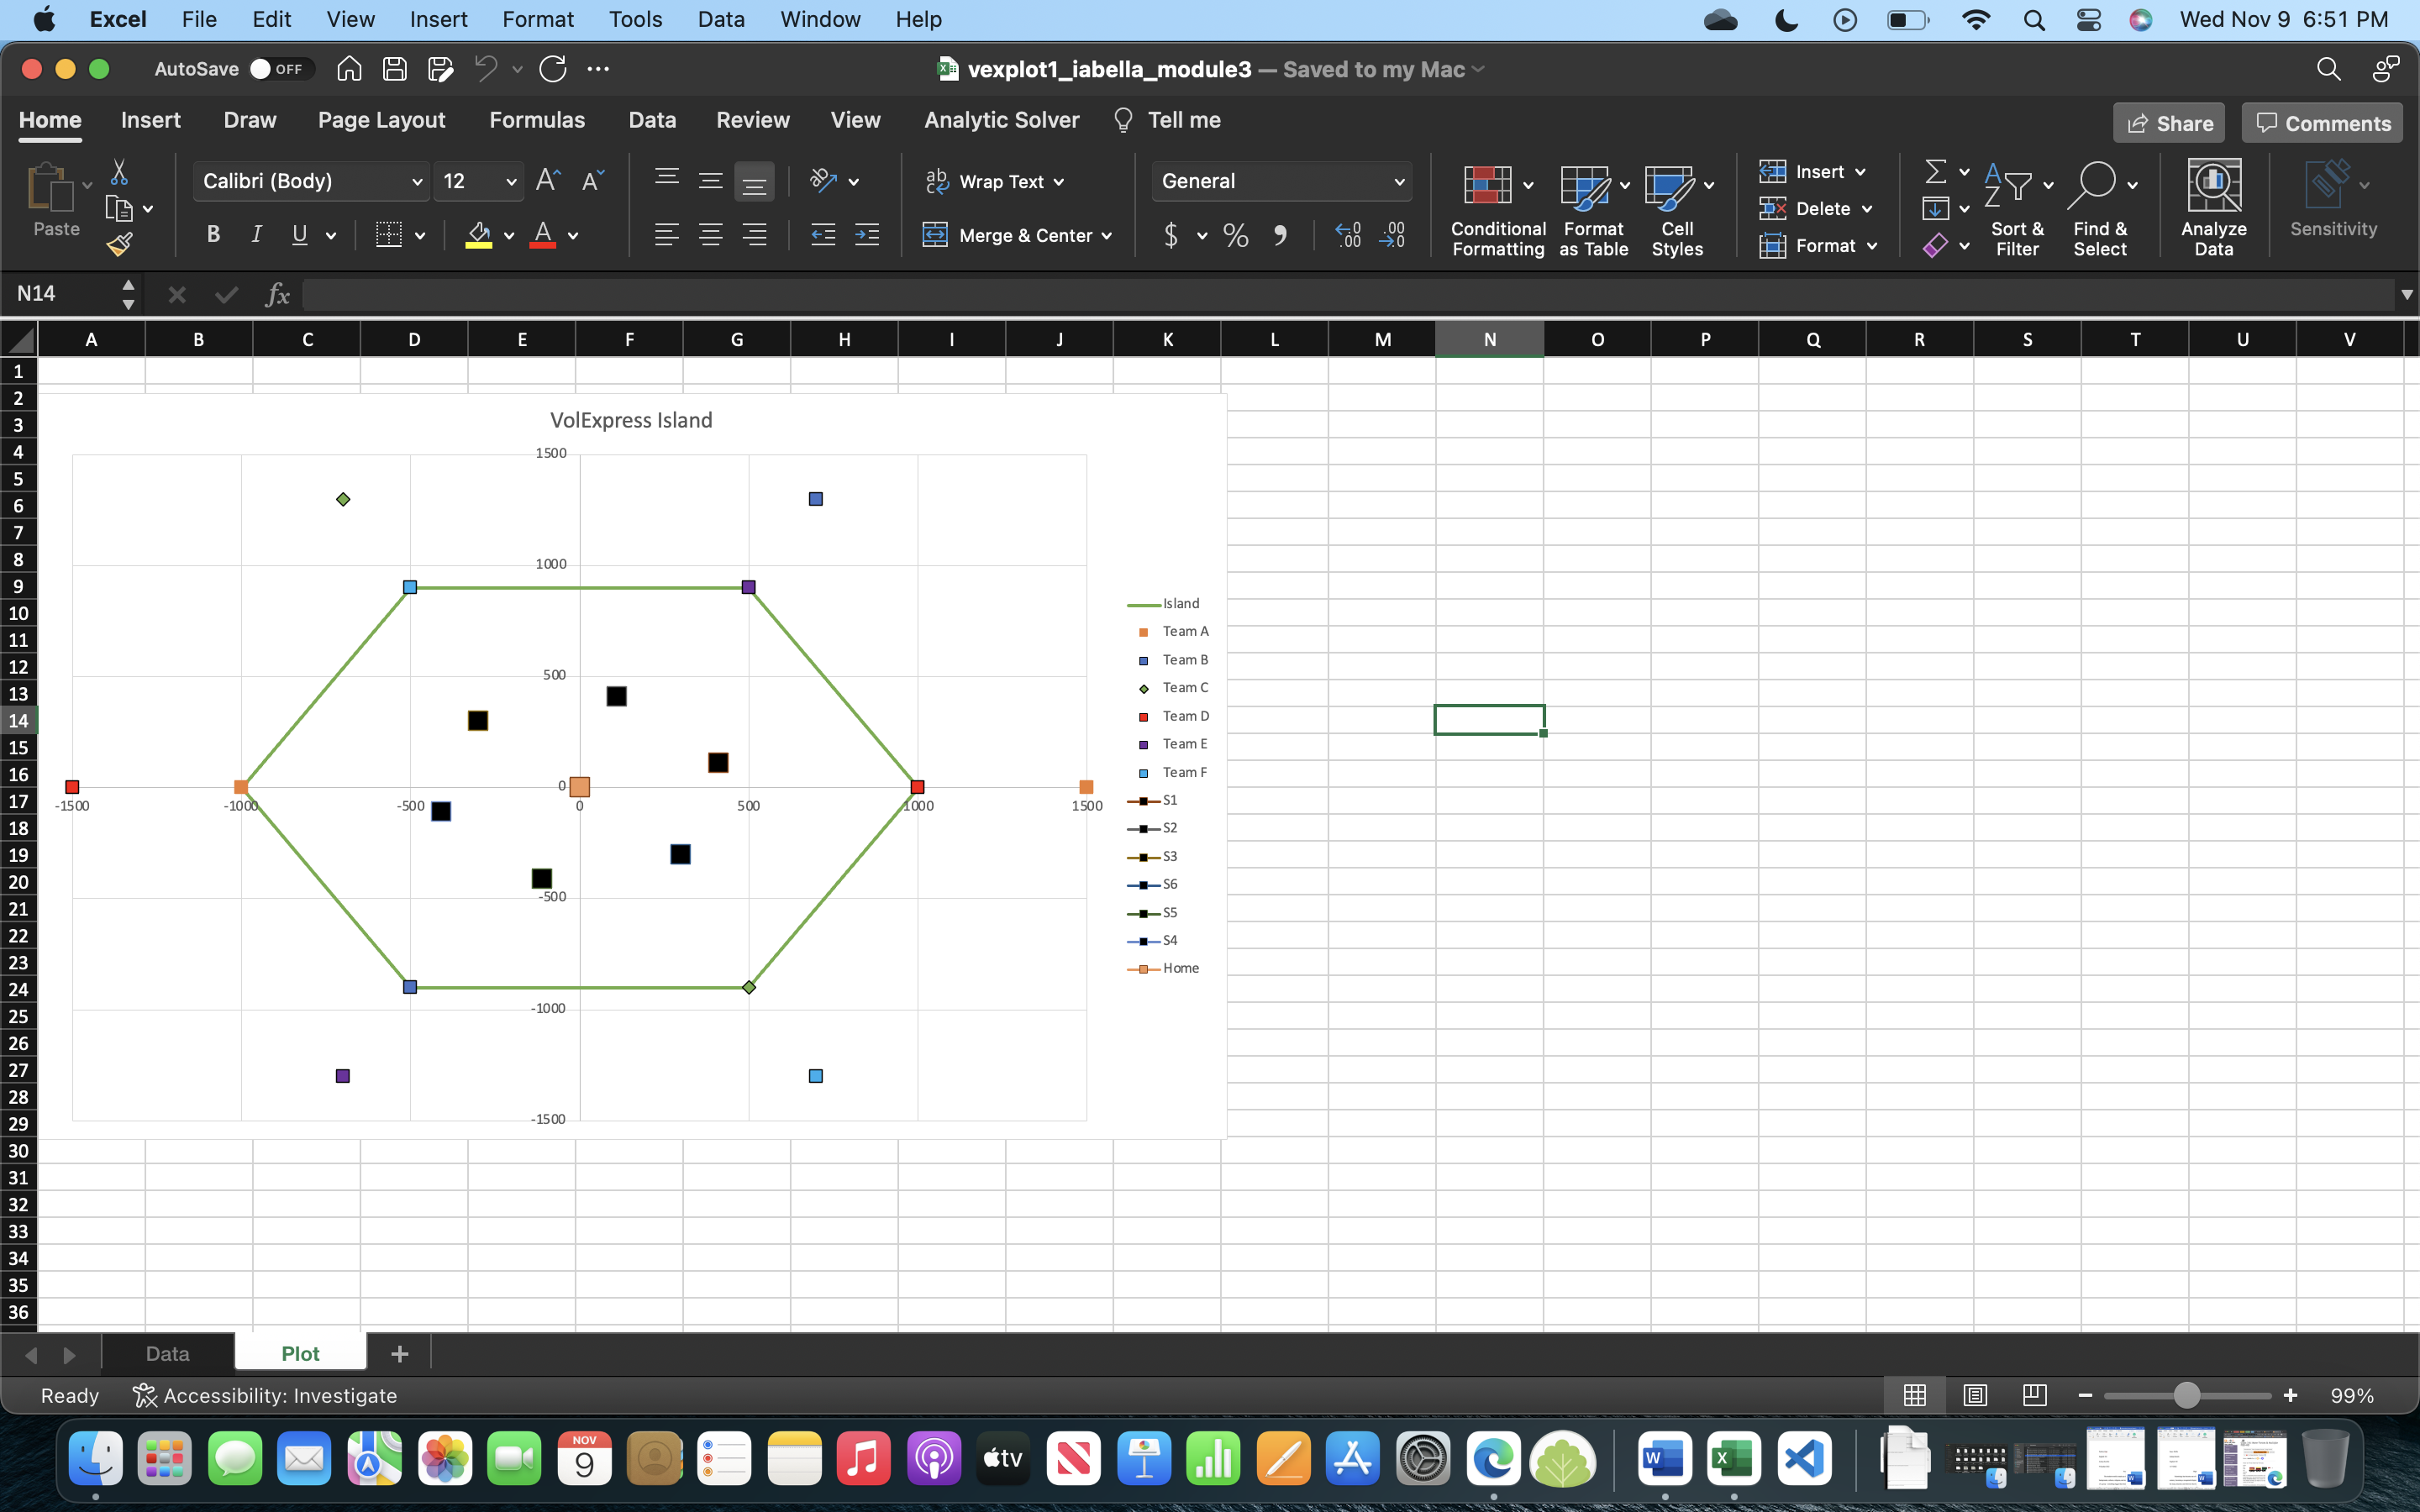 Excel File Edit View Insert Format Tools Data Window Help Wed Nov 9 6:51 PM
AutoSave OFF vexplot1_iabella_module3 — Saved to my Mac
Home Insert Draw Page Layout Formulas Data Review View Analytic Solver Tell me Share Comments
Paste Calibri (Body) 12 Wrap Text General Insert
Conditional Formatting Format as Table Cell Styles Delete Sort & Filter Find & Select Analyze Data Sensitivity
B I U Merge & Center $ % Format
N14 fx
A B C D E F G H I J K L M N O P Q R S T U V
1
2
3
4
5
6
7
8
9
10
11
12
13
14
15
16
17
18
19
20
21
22
23
24
25
26
27
28
29
30
31
32
33
34
35
36
VolExpress Island
1500
1000
500
0
-1500 -1000 -500 0 500 1000 1500
-500
-1000
-1500
Island
Team A
Team B
Team C
Team D
Team E
Team F
S1
S2
S3
S6
S5
S4
Home
Data Plot +
Ready Accessibility: Investigate 99%
NOV
9
tv